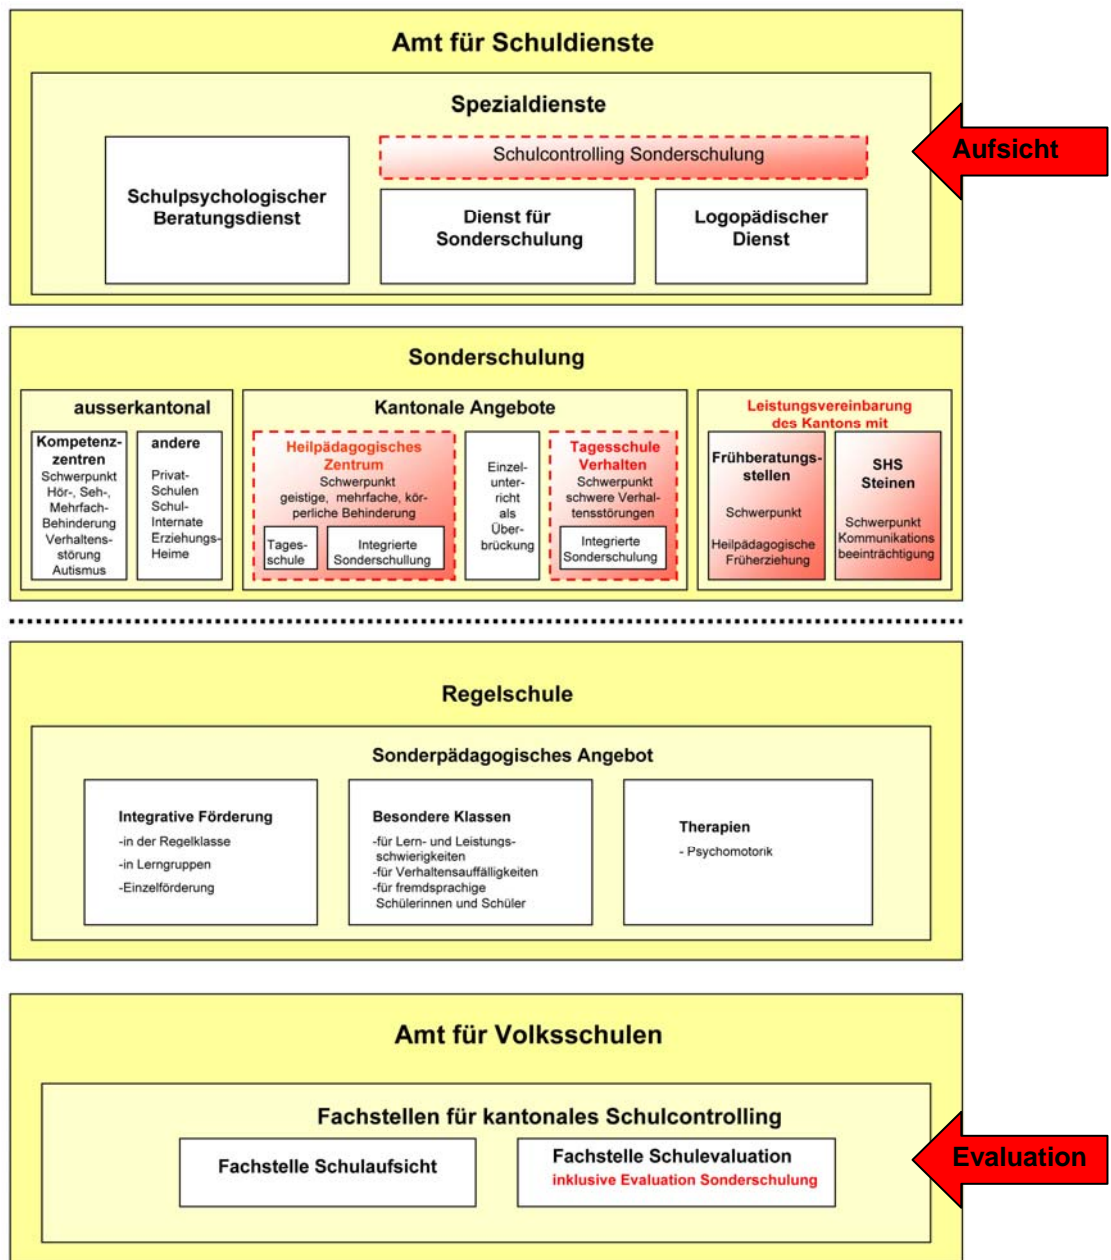 Amt für Schuldienste
Spezialdienste
Schulpsychologischer
Beratungsdienst
Schulcontrolling Sonderschulung
Dienst für
Sonderschulung
Logopädischer
Dienst
Aufsicht
Sonderschulung
ausserkantonal
Kompetenz-
zentren
Schwerpunkt
Hör-, Seh-,
Mehrfach-
Behinderung
Verhaltens-
störung
Autismus
andere
Privat-
Schulen
Schul-
Internate
Erziehungs-
Heime
Kantonale Angebote
Heilpädagogisches
Zentrum
Schwerpunkt
geistige, mehrfache, kör-
perliche Behinderung
Tages-
schule
Integrierte
Sonderschullung
Einzel-
unter-
richt
als
Über-
brückung
Tagesschule
Verhalten
Schwerpunkt
schwere Verhal-
tensstörungen
Integrierte
Sonderschulung
Leistungsvereinbarung
des Kantons mit
Frühberatungs-
stellen
Schwerpunkt
Heilpädagogische
Früherziehung
SHS
Steinen
Schwerpunkt
Kommunikations
beeinträchtigung
Regelschule
Sonderpädagogisches Angebot
Integrative Förderung
-in der Regelklasse
-in Lerngruppen
-Einzelförderung
Besondere Klassen
-für Lern- und Leistungs-
schwierigkeiten
-für Verhaltensauffälligkeiten
-für fremdsprachige
Schülerinnen und Schüler
Therapien
- Psychomotorik
Amt für Volksschulen
Fachstellen für kantonales Schulcontrolling
Fachstelle Schulaufsicht
Fachstelle Schulevaluation
inklusive Evaluation Sonderschulung
Evaluation